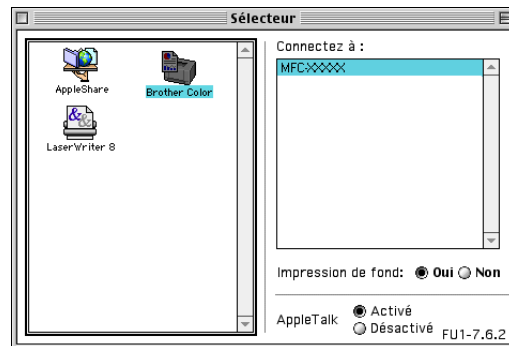 Sélecteur
AppleShare
Brother Color
LaserWriter 8
Connectez à :
MFC-XXXX
Impression de fond: Oui Non
AppleTalk
Activé
Désactivé
FU1-7.6.2